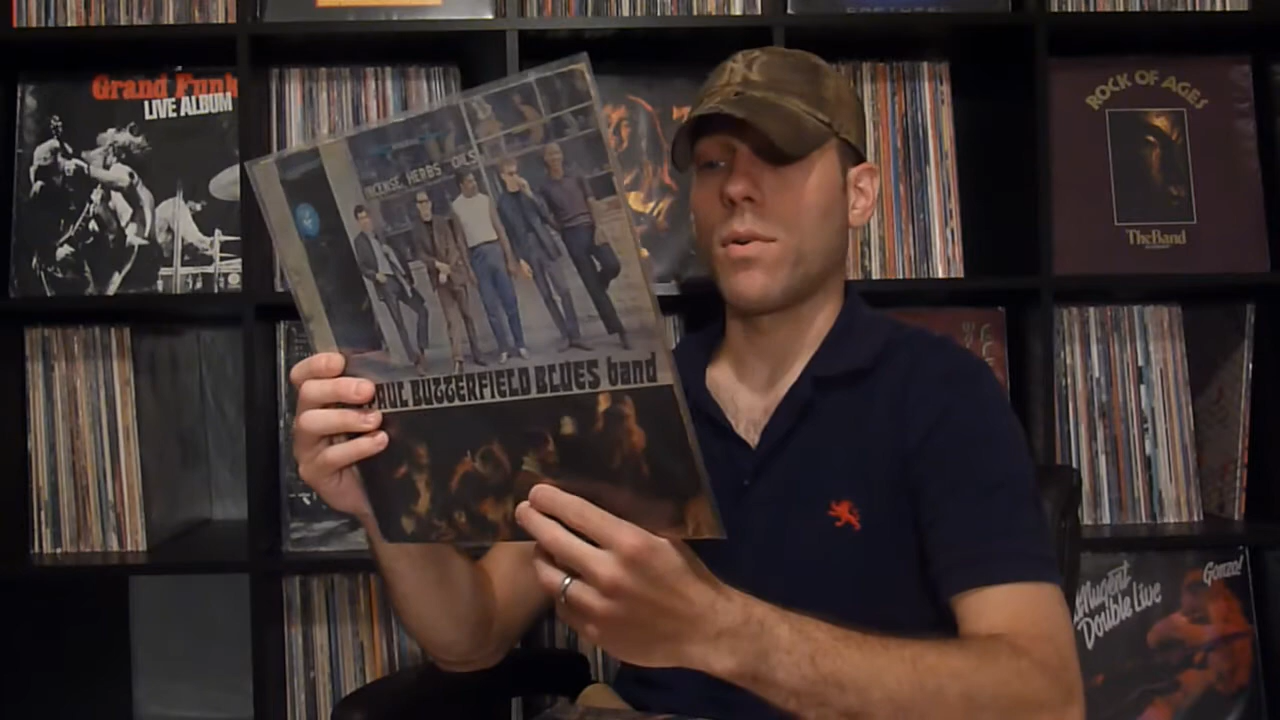 Grand Funk
LIVE ALBUM
INCENSE HERBS OILS
PAUL BUTTERFIELD BLUES band
ROCK OF AGES
The Band
Nugent
Double Live
Gonzo!